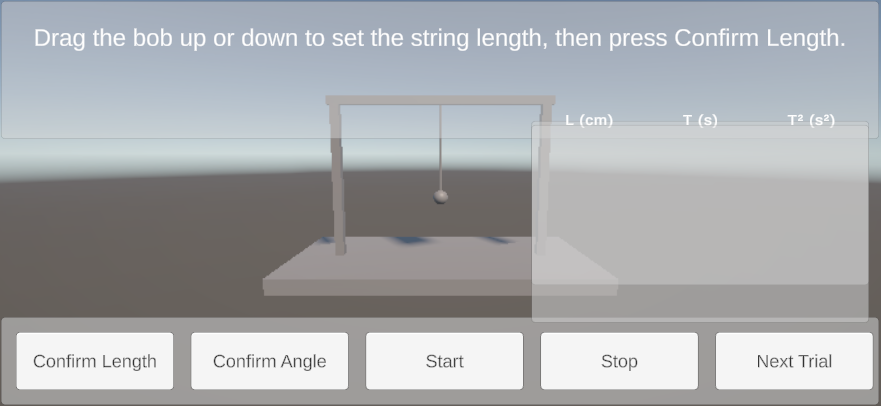 Drag the bob up or down to set the string length, then press Confirm Length.
L (cm) T (s) T² (s²)
Confirm Length Confirm Angle Start Stop Next Trial